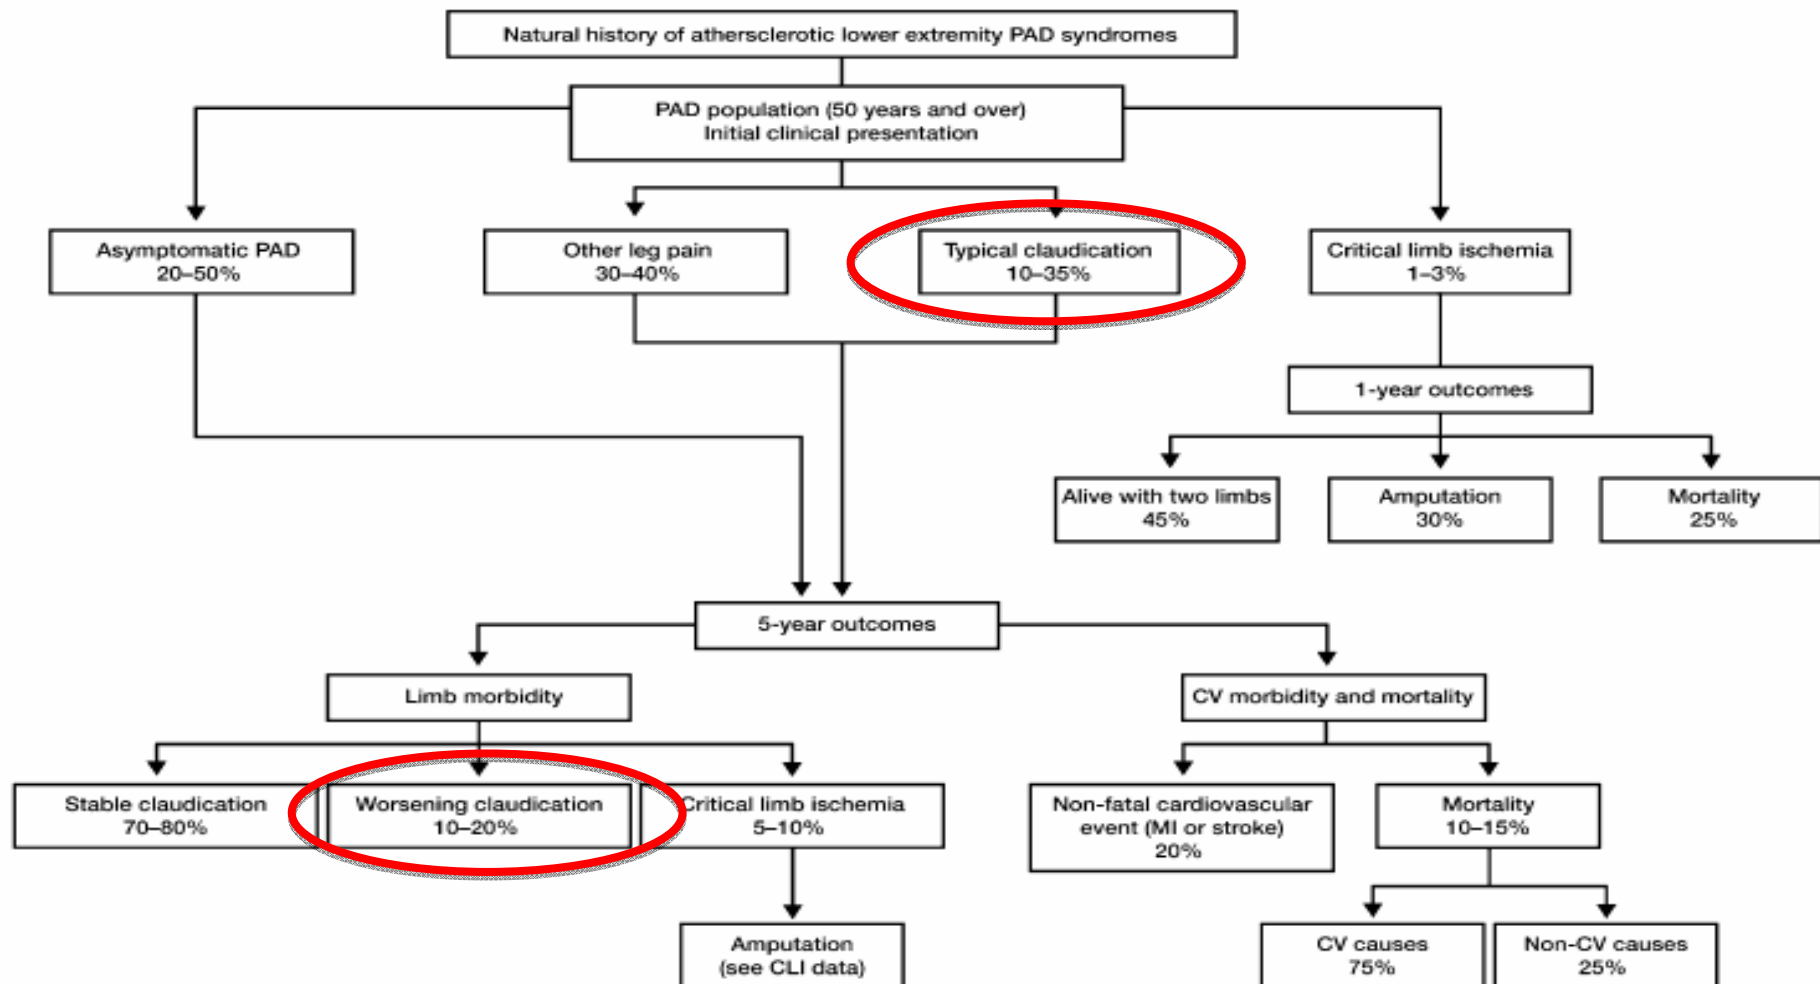 Natural history of athersclerotic lower extremity PAD syndromes
PAD population (50 years and over)
Initial clinical presentation
Asymptomatic PAD
20–50%
Other leg pain
30–40%
Typical claudication
10–35%
Critical limb ischemia
1–3%
1-year outcomes
Alive with two limbs
45%
Amputation
30%
Mortality
25%
5-year outcomes
Limb morbidity
CV morbidity and mortality
Stable claudication
70–80%
Worsening claudication
10–20%
Critical limb ischemia
5–10%
Non-fatal cardiovascular
event (MI or stroke)
20%
Mortality
10–15%
Amputation
(see CLI data)
CV causes
75%
Non-CV causes
25%